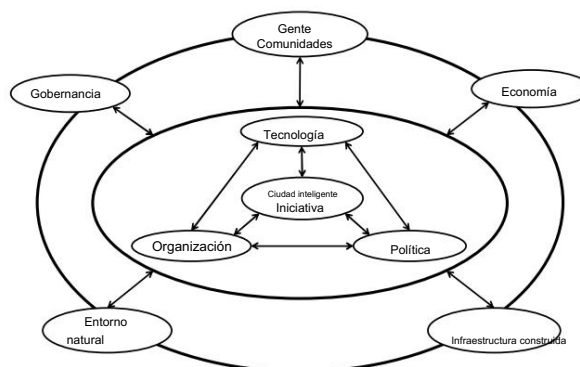 Gente
Comunidades
Gobernancia
Economía
Tecnología
Ciudad inteligente
Iniciativa
Organización
Política
Entorno
natural
Infraestructura construida